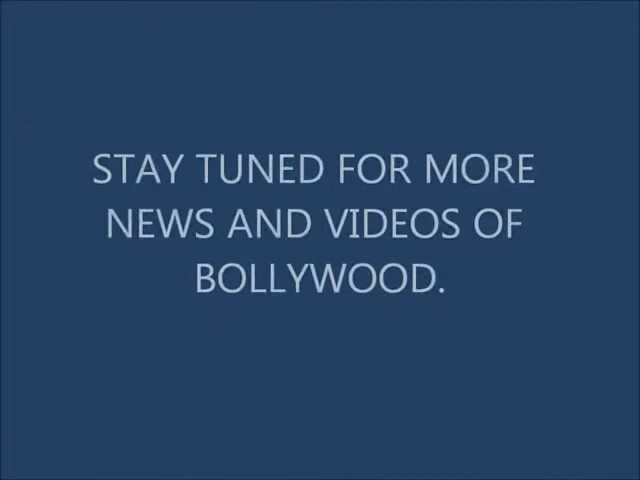 STAY TUNED FOR MORE
NEWS AND VIDEOS OF
BOLLYWOOD.